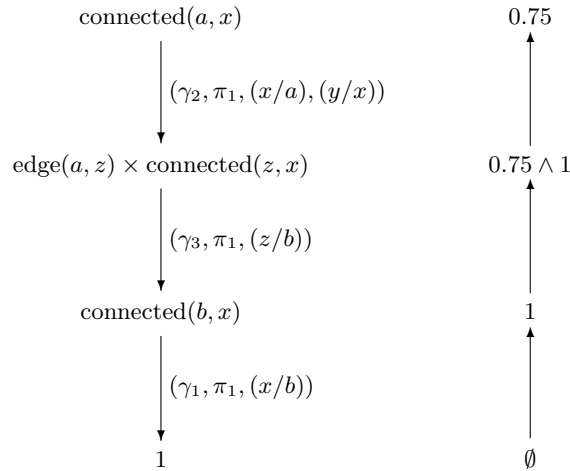 connected(a, x) 0.75
(γ₂, π₁, (x/a), (y/x))
edge(a, z) × connected(z, x) 0.75 ∧ 1
(γ₃, π₁, (z/b))
connected(b, x) 1
(γ₁, π₁, (x/b))
1 ∅